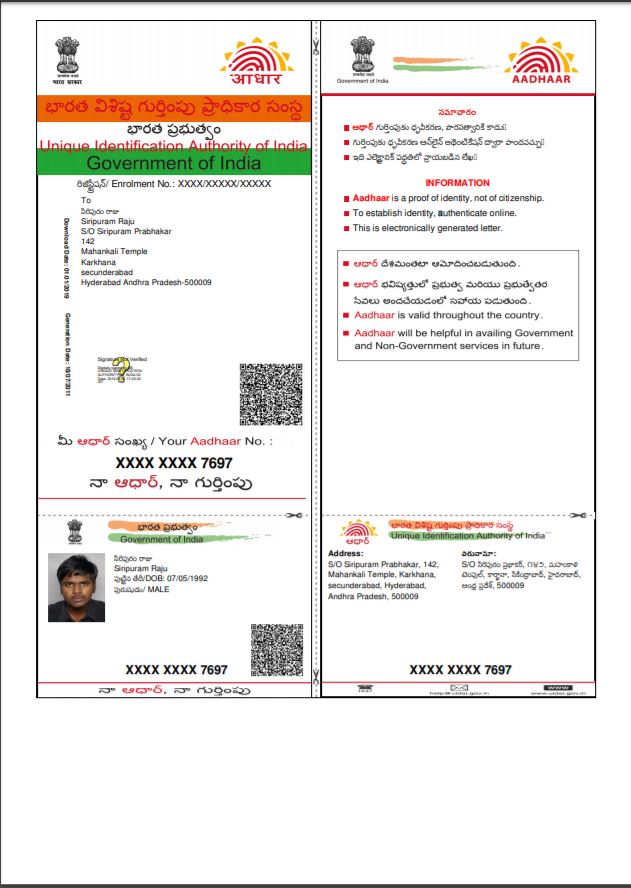 भारत सरकार
आधार
భారత విశిష్ట గుర్తింపు ప్రాధికార సంస్థ
భారత ప్రభుత్వం
Unique Identification Authority of India
Government of India
రిజిస్ట్రేషన్/ Enrolment No.: XXXX/XXXXX/XXXXX
To
సిరిపురం రాజు
Siripuram Raju
S/O Siripuram Prabhakar
142
Mahankali Temple
Karkhana
secunderabad
Hyderabad Andhra Pradesh-500009
Download Date: 01/01/2019
Generation Date: 18/07/2011
Signature Not Verified
మీ ఆధార్ సంఖ్య / Your Aadhaar No. :
XXXX XXXX 7697
నా ఆధార్, నా గుర్తింపు
Government of India
AADHAAR
సమాచారం
ఆధార్ గుర్తింపుకు ధృవీకరణ, పౌరసత్వానికి కాదు
గుర్తింపుకు ధృవీకరణ ఆన్‌లైన్ అథెంటికేషన్ ద్వారా పొందవచ్చు
ఇది ఎలెక్ట్రానిక్ పద్ధతిలో వ్రాయబడిన లేఖ
INFORMATION
Aadhaar is a proof of identity, not of citizenship.
To establish identity, authenticate online.
This is electronically generated letter.
ఆధార్ దేశమంతటా ఆమోదించబడుతుంది.
ఆధార్ భవిష్యత్తులో ప్రభుత్వ మరియు ప్రభుత్వేతర
సేవలు అందచేయడంలో సహాయ పడుతుంది.
Aadhaar is valid throughout the country.
Aadhaar will be helpful in availing Government
and Non-Government services in future.
భారత ప్రభుత్వం
Government of India
సిరిపురం రాజు
Siripuram Raju
పుట్టిన తేదీ/DOB: 07/05/1992
పురుషుడు/ MALE
XXXX XXXX 7697
నా ఆధార్, నా గుర్తింపు
ఆధార్
భారత విశిష్ట గుర్తింపు ప్రాధికార సంస్థ
Unique Identification Authority of India
Address:
S/O Siripuram Prabhakar, 142,
Mahankali Temple, Karkhana,
secunderabad, Hyderabad,
Andhra Pradesh, 500009
చిరునామా:
S/O సిరిపురం ప్రభాకర్, ౧౪౨, మహంకాళి
టెంపుల్, కార్ఖానా, సికింద్రాబాద్, హైదరాబాద్,
ఆంధ్ర ప్రదేశ్, 500009
XXXX XXXX 7697
1947
help@uidai.gov.in
www
www.uidai.gov.in